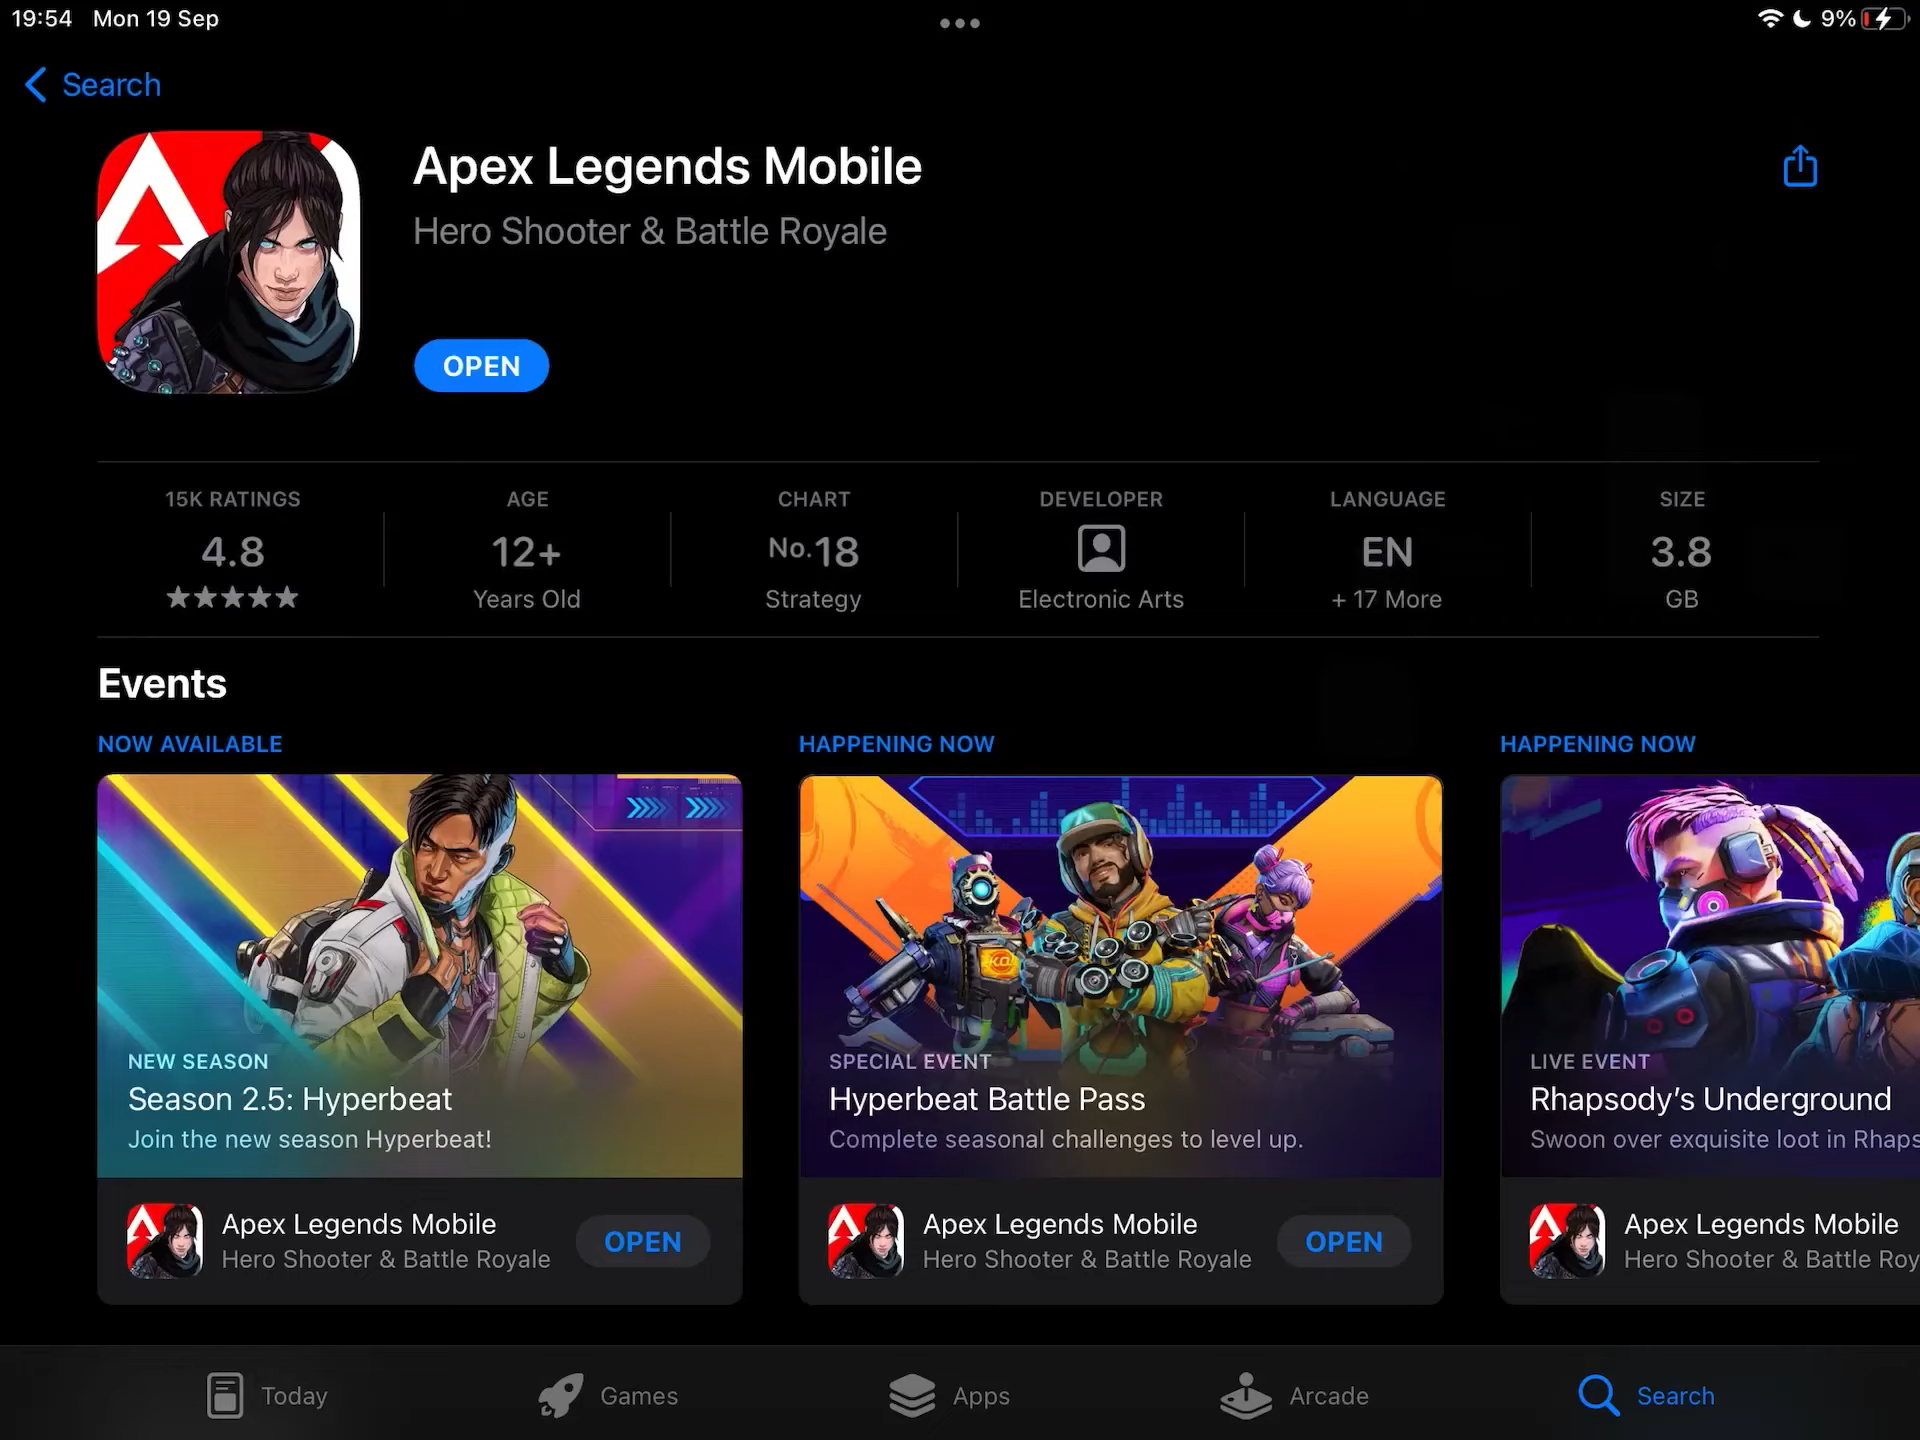 19:54 Mon 19 Sep
9%
Search
Apex Legends Mobile
Hero Shooter & Battle Royale
OPEN
15K RATINGS
4.8
AGE
12+
Years Old
CHART
No.18
Strategy
DEVELOPER
Electronic Arts
LANGUAGE
EN
+ 17 More
SIZE
3.8
GB
Events
NOW AVAILABLE
NEW SEASON
Season 2.5: Hyperbeat
Join the new season Hyperbeat!
Apex Legends Mobile
Hero Shooter & Battle Royale
OPEN
HAPPENING NOW
K.O.
SPECIAL EVENT
Hyperbeat Battle Pass
Complete seasonal challenges to level up.
Apex Legends Mobile
Hero Shooter & Battle Royale
OPEN
HAPPENING NOW
LIVE EVENT
Rhapsody’s Underground
Swoon over exquisite loot in Rhaps
Apex Legends Mobile
Hero Shooter & Battle Roy
Today
Games
Apps
Arcade
Search